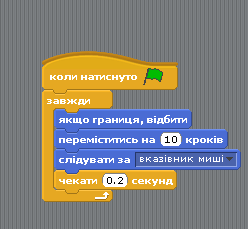 коли натиснуто
завжди
якщо границя, відбити
переміститись на 10 кроків
слідувати за вказівник миші
чекати 0.2 секунд